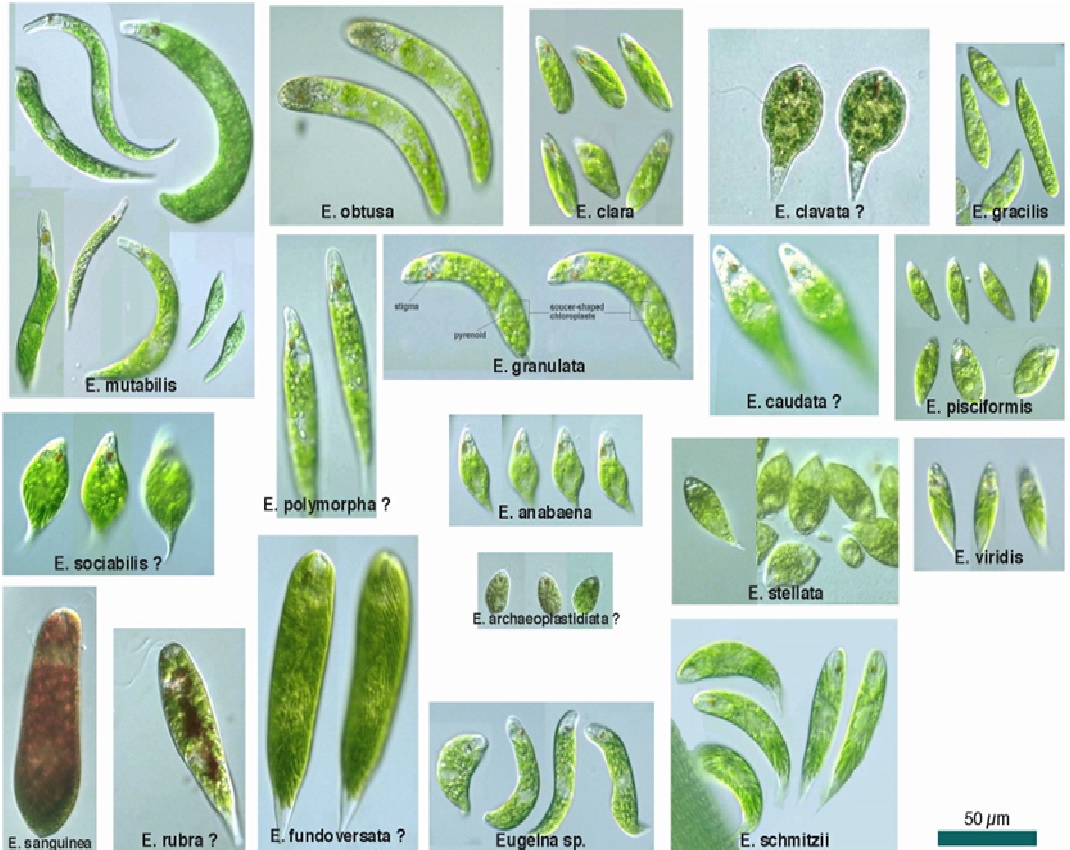 E. obtusa
E. clara
E. clavata ?
E. gracilis
E. mutabilis
stigma
pyrenoid
saucer-shaped
chloroplasts
E. granulata
E. caudata ?
E. pisciformis
E. polymorpha ?
E. anabaena
E. sociabilis ?
E. stellata
E. viridis
E. archaeoplastidiata ?
E. sanguinea
E. rubra ?
E. fundoversata ?
Eugelna sp.
E. schmitzii
50 µm